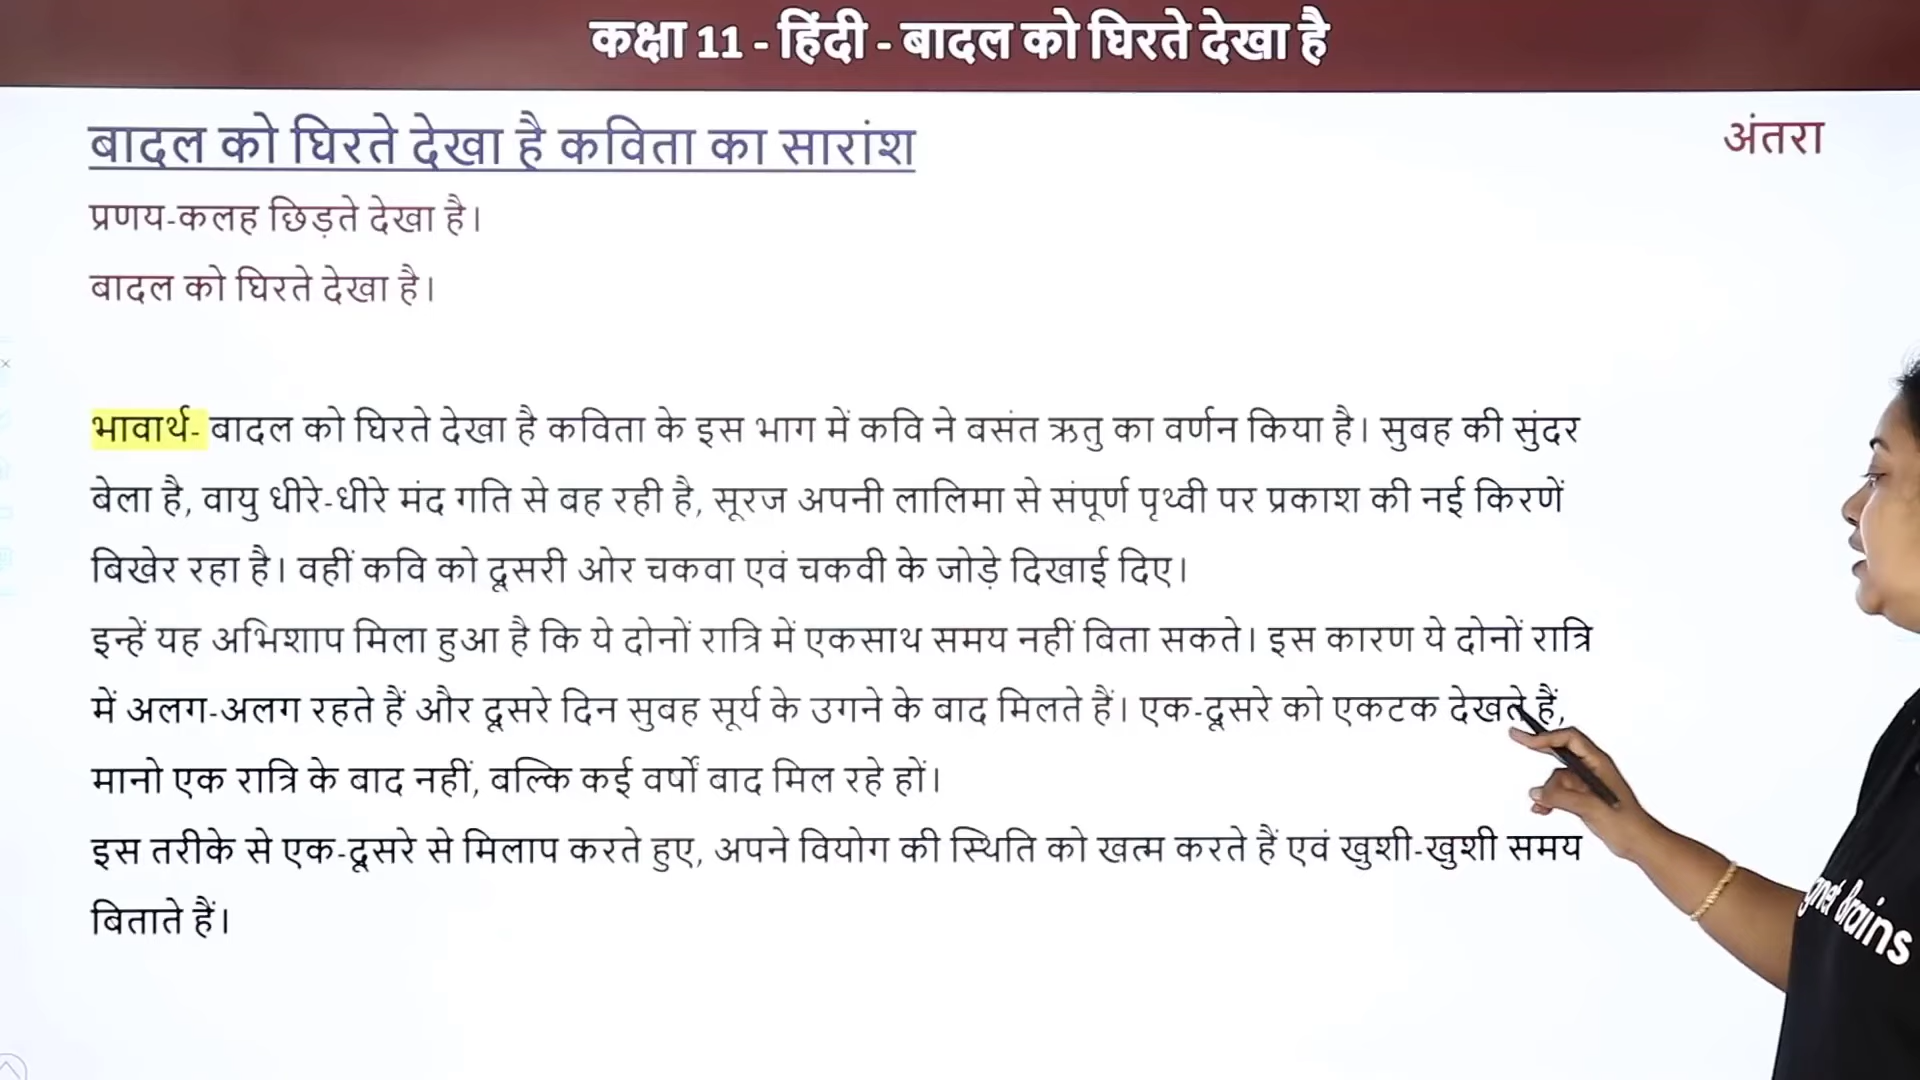 कक्षा 11 - हिंदी - बादल को घिरते देखा है
बादल को घिरते देखा है कविता का सारांश
अंतरा
प्रणय-कलह छिड़ते देखा है।
बादल को घिरते देखा है।
भावार्थ- बादल को घिरते देखा है कविता के इस भाग में कवि ने बसंत ऋतु का वर्णन किया है। सुबह की सुंदर
बेला है, वायु धीरे-धीरे मंद गति से बह रही है, सूरज अपनी लालिमा से संपूर्ण पृथ्वी पर प्रकाश की नई किरणें
बिखेर रहा है। वहीं कवि को दूसरी ओर चकवा एवं चकवी के जोड़े दिखाई दिए।
इन्हें यह अभिशाप मिला हुआ है कि ये दोनों रात्रि में एकसाथ समय नहीं बिता सकते। इस कारण ये दोनों रात्रि
में अलग-अलग रहते हैं और दूसरे दिन सुबह सूर्य के उगने के बाद मिलते हैं। एक-दूसरे को एकटक देखते हैं,
मानो एक रात्रि के बाद नहीं, बल्कि कई वर्षों बाद मिल रहे हों।
इस तरीके से एक-दूसरे से मिलाप करते हुए, अपने वियोग की स्थिति को खत्म करते हैं एवं खुशी-खुशी समय
बिताते हैं।
Brains